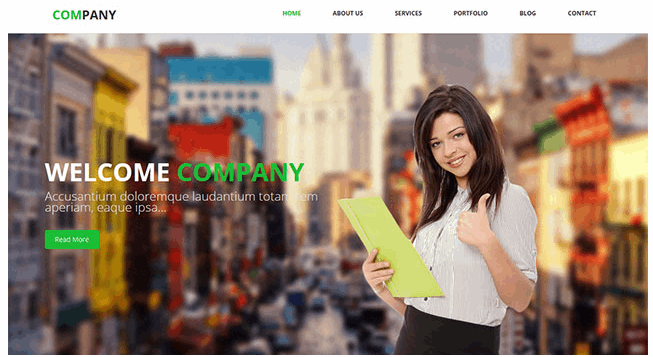 COMPANY
HOME ABOUT US SERVICES PORTFOLIO BLOG CONTACT
WELCOME COMPANY
Accusantium doloremque laudantium totam rem
aperiam, eaque ipsa...
Read More